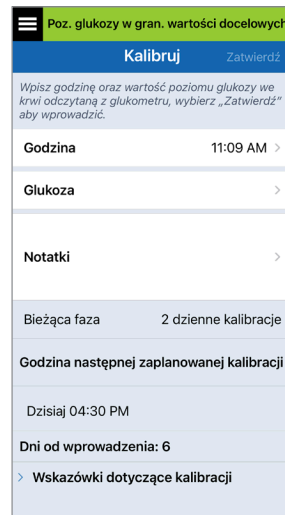 Poz. glukozy w gran. wartości docelowych
Kalibruj Zatwierdź
Wpisz godzinę oraz wartość poziomu glukozy we
krwi odczytaną z glukometru, wybierz „Zatwierdź”
aby wprowadzić.
Godzina 11:09 AM >
Glukoza >
Notatki >
Bieżąca faza 2 dzienne kalibracje
Godzina następnej zaplanowanej kalibracji
Dzisiaj 04:30 PM
Dni od wprowadzenia: 6
> Wskazówki dotyczące kalibracji